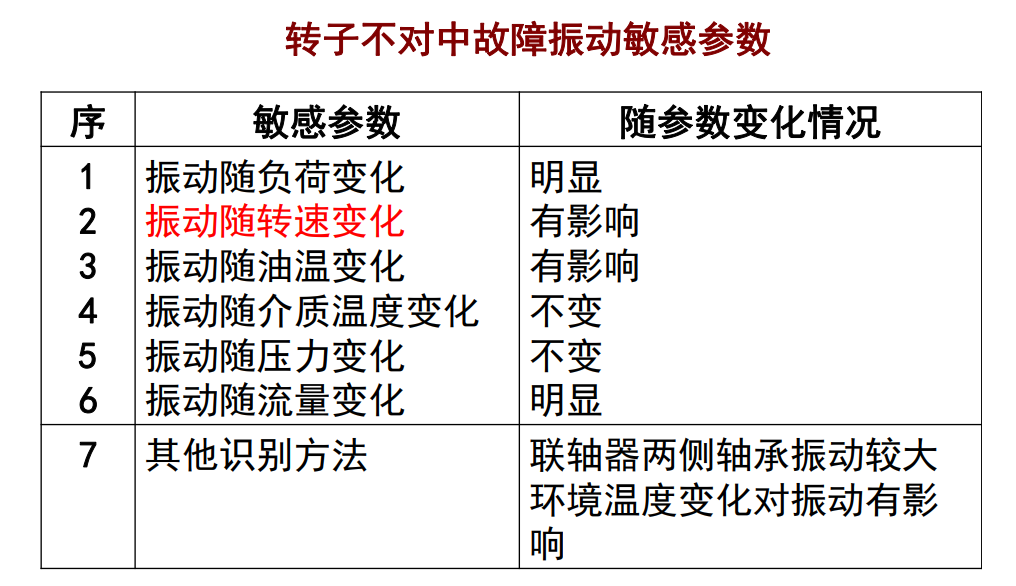 转子不对中故障振动敏感参数
序 敏感参数 随参数变化情况
1 振动随负荷变化 明显
2 振动随转速变化 有影响
3 振动随油温变化 有影响
4 振动随介质温度变化 不变
5 振动随压力变化 不变
6 振动随流量变化 明显
7 其他识别方法 联轴器两侧轴承振动较大
环境温度变化对振动有影
响